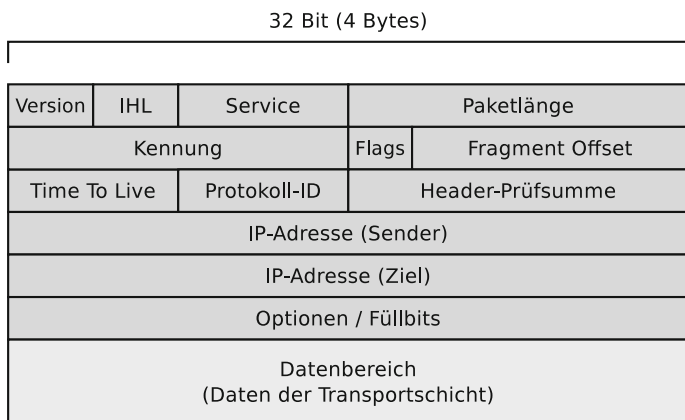 32 Bit (4 Bytes)
Version IHL Service Paketlänge
Kennung Flags Fragment Offset
Time To Live Protokoll-ID Header-Prüfsumme
IP-Adresse (Sender)
IP-Adresse (Ziel)
Optionen / Füllbits
Datenbereich
(Daten der Transportschicht)